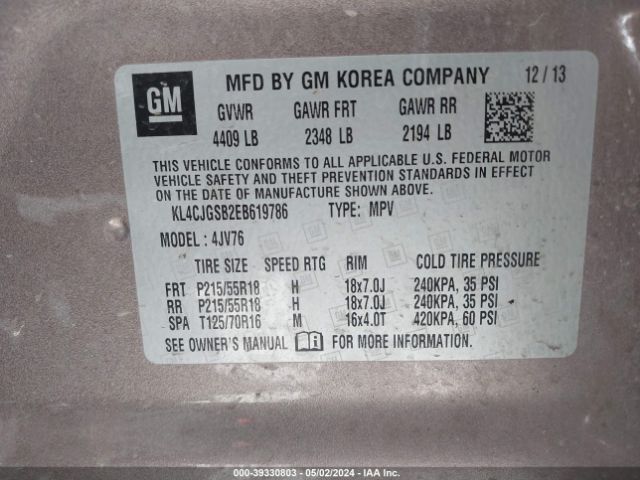 GM
MFD BY GM KOREA COMPANY 12 / 13
GVWR GAWR FRT GAWR RR
4409 LB 2348 LB 2194 LB
THIS VEHICLE CONFORMS TO ALL APPLICABLE U.S. FEDERAL MOTOR
VEHICLE SAFETY AND THEFT PREVENTION STANDARDS IN EFFECT
ON THE DATE OF MANUFACTURE SHOWN ABOVE.
KL4CJGSB2EB619786 TYPE: MPV
MODEL : 4JV76
TIRE SIZE SPEED RTG RIM COLD TIRE PRESSURE
FRT P215/55R18 H 18x7.0J 240KPA, 35 PSI
RR P215/55R18 H 18x7.0J 240KPA, 35 PSI
SPA T125/70R16 M 16x4.0T 420KPA, 60 PSI
SEE OWNER'S MANUAL FOR MORE INFORMATION.
000-39330803 - 05/02/2024 - IAA Inc.